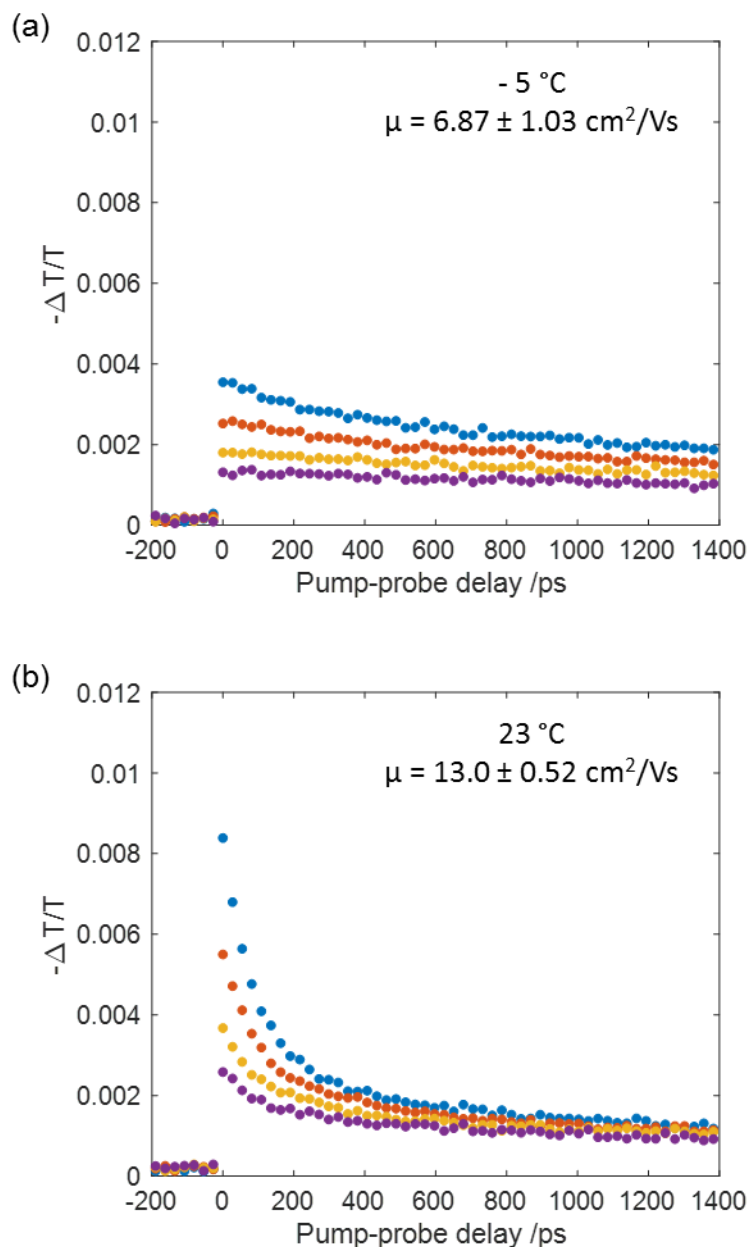 (a)
0.012
0.01
0.008
0.006
0.004
0.002
0
-Δ T/T
- 5 °C
μ = 6.87 ± 1.03 cm²/Vs
-200 0 200 400 600 800 1000 1200 1400
Pump-probe delay /ps
(b)
0.012
0.01
0.008
0.006
0.004
0.002
0
-Δ T/T
23 °C
μ = 13.0 ± 0.52 cm²/Vs
-200 0 200 400 600 800 1000 1200 1400
Pump-probe delay /ps